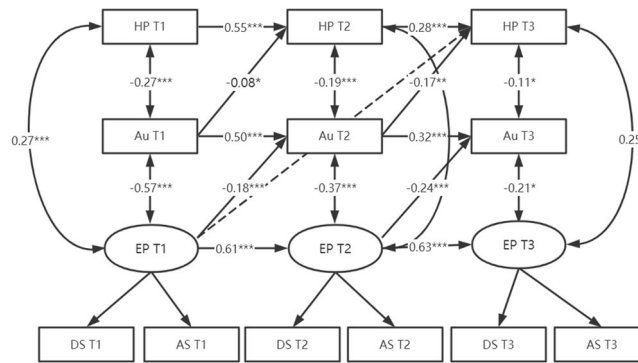 HP T1 0.55*** HP T2 0.28*** HP T3
-0.27*** -0.08* -0.19*** -0.17** -0.11*
0.27*** 0.25
Au T1 0.50*** Au T2 0.32*** Au T3
-0.57*** -0.18*** -0.37*** -0.24*** -0.21*
EP T1 0.61*** EP T2 0.63*** EP T3
DS T1 AS T1 DS T2 AS T2 DS T3 AS T3